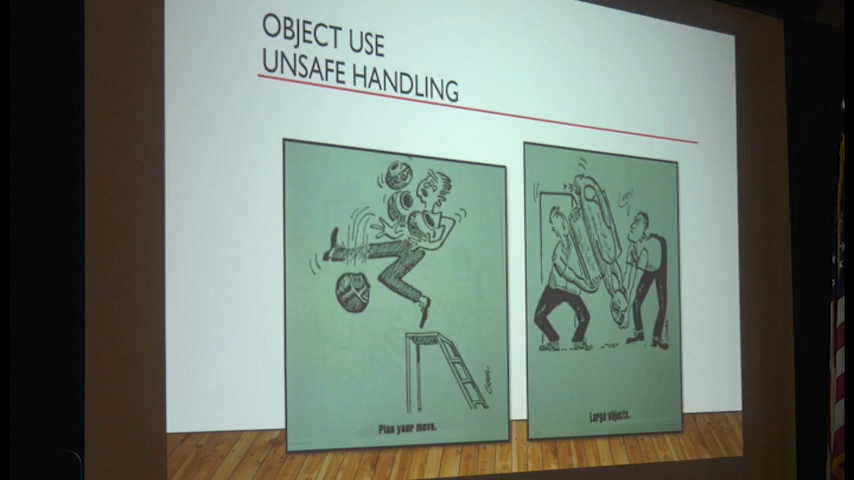 OBJECT USE
UNSAFE HANDLING
Plan your move.
Large objects.